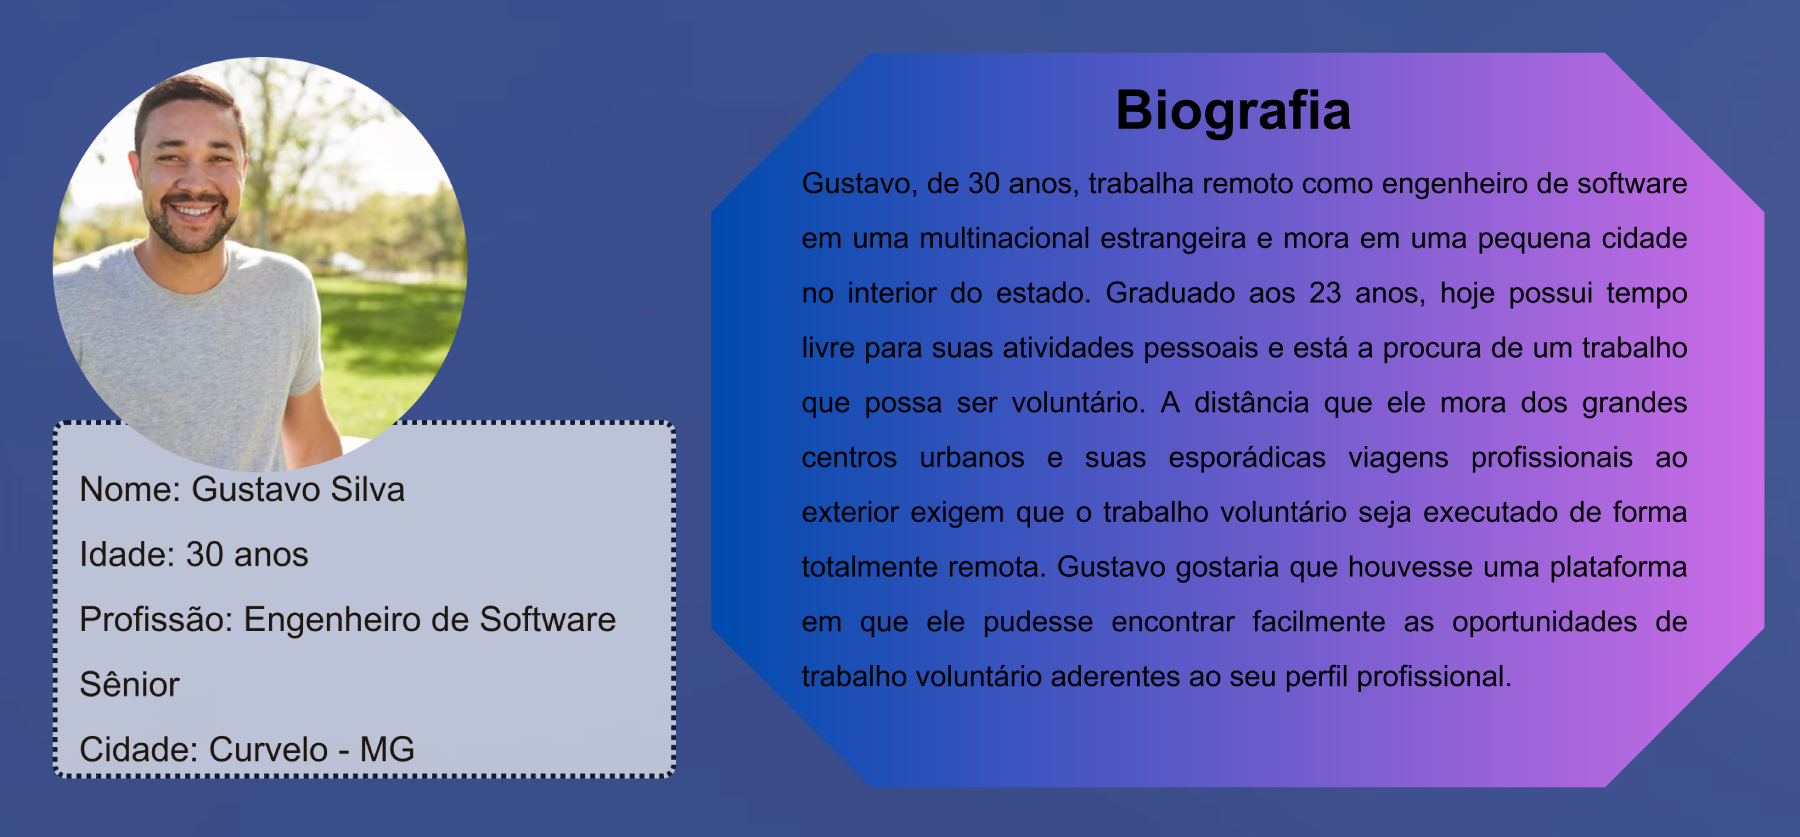 Nome: Gustavo Silva
Idade: 30 anos
Profissão: Engenheiro de Software
Sênior
Cidade: Curvelo - MG
Biografia
Gustavo, de 30 anos, trabalha remoto como engenheiro de software
em uma multinacional estrangeira e mora em uma pequena cidade
no interior do estado. Graduado aos 23 anos, hoje possui tempo
livre para suas atividades pessoais e está a procura de um trabalho
que possa ser voluntário. A distância que ele mora dos grandes
centros urbanos e suas esporádicas viagens profissionais ao
exterior exigem que o trabalho voluntário seja executado de forma
totalmente remota. Gustavo gostaria que houvesse uma plataforma
em que ele pudesse encontrar facilmente as oportunidades de
trabalho voluntário aderentes ao seu perfil profissional.